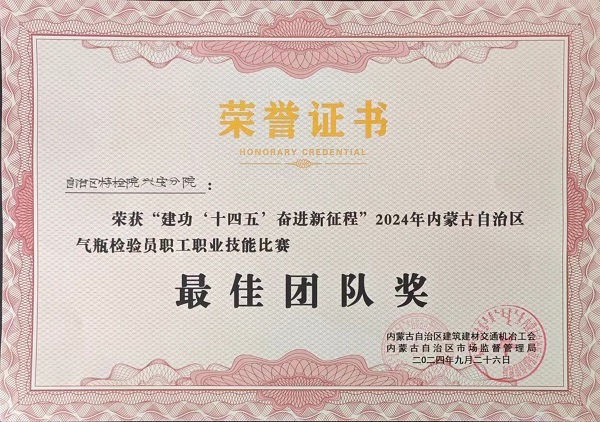 荣誉证书
HONORARY CREDENTIAL
自治区特检院兴安分院：
荣获“建功‘十四五’奋进新征程”2024年内蒙古自治区
气瓶检验员职工职业技能比赛
最佳团队奖
内蒙古自治区建筑建材交通机冶工会
内蒙古自治区市场监督管理局
二〇二四年九月二十六日